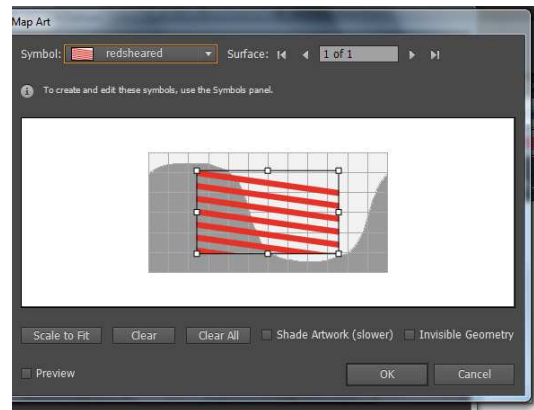 Map Art
Symbol: redsheared Surface: 1 of 1
To create and edit these symbols, use the Symbols panel.
Scale to Fit Clear Clear All Shade Artwork (slower) Invisible Geometry
Preview OK Cancel